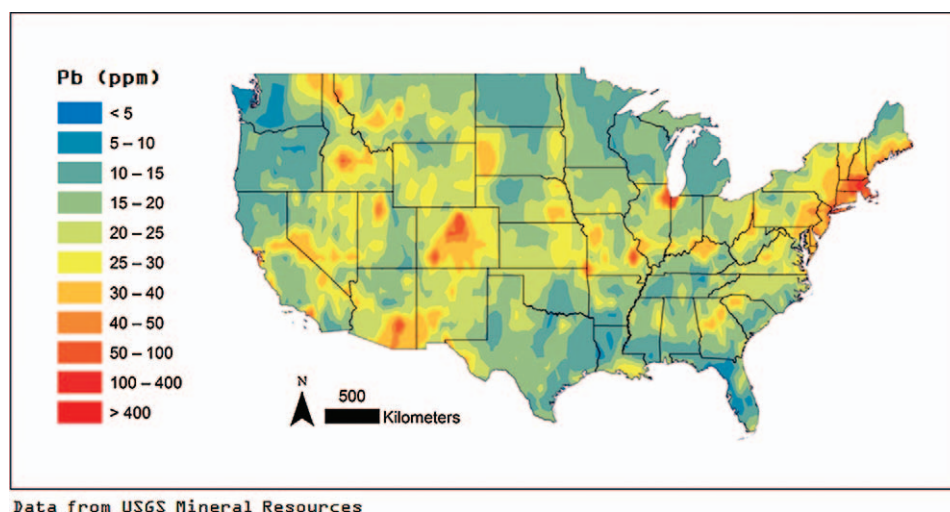 Pb (ppm)
< 5
5 – 10
10 – 15
15 – 20
20 – 25
25 – 30
30 – 40
40 – 50
50 – 100
100 – 400
> 400
N
500
Kilometers
Data from USGS Mineral Resources